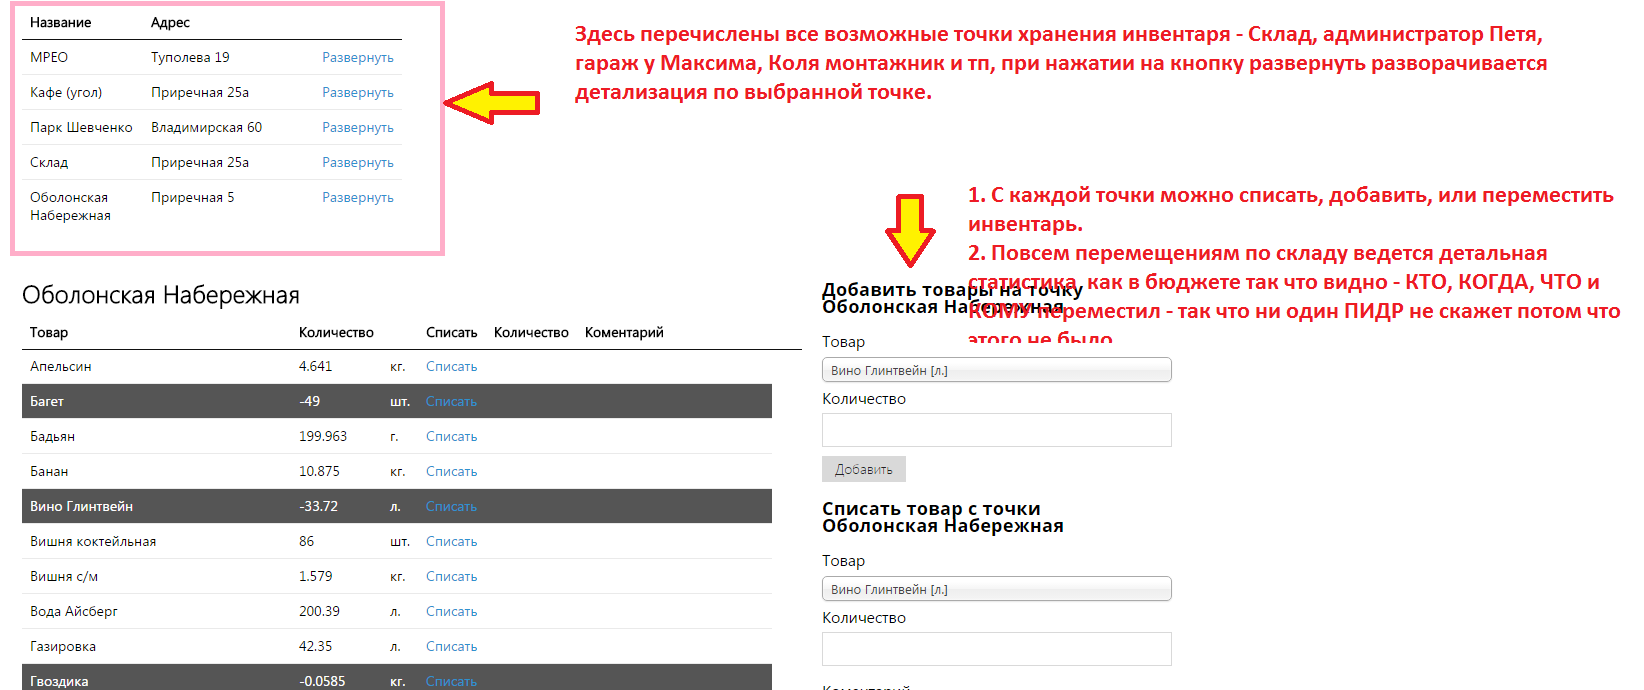 Название Адрес
МРЕО Туполева 19 Развернуть
Кафе (угол) Приречная 25а Развернуть
Парк Шевченко Владимирская 60 Развернуть
Склад Приречная 25а Развернуть
Оболонская Приречная 5 Развернуть
Набережная
Здесь перечислены все возможные точки хранения инвентаря - Склад, администратор Петя,
гараж у Максима, Коля монтажник и тп, при нажатии на кнопку развернуть разворачивается
детализация по выбранной точке.
1. С каждой точки можно списать, добавить, или переместить
инвентарь.
2. Повсем перемещениям по складу ведется детальная
статистика, как в бюджете так что видно - КТО, КОГДА, ЧТО и
КОМУ переместил - так что ни один ПИДР не скажет потом что
этого не было
Оболонская Набережная
Товар Количество Списать Количество Коментарий
Апельсин 4.641 кг. Списать
Багет -49 шт. Списать
Бадьян 199.963 г. Списать
Банан 10.875 кг. Списать
Вино Глинтвейн -33.72 л. Списать
Вишня коктейльная 86 шт. Списать
Вишня с/м 1.579 кг. Списать
Вода Айсберг 200.39 л. Списать
Газировка 42.35 л. Списать
Гвоздика -0.0585 кг. Списать
Добавить товары на точку
Оболонская Набережная
Товар
Вино Глинтвейн [л.]
Количество
Добавить
Списать товар с точки
Оболонская Набережная
Товар
Вино Глинтвейн [л.]
Количество
Коментарий